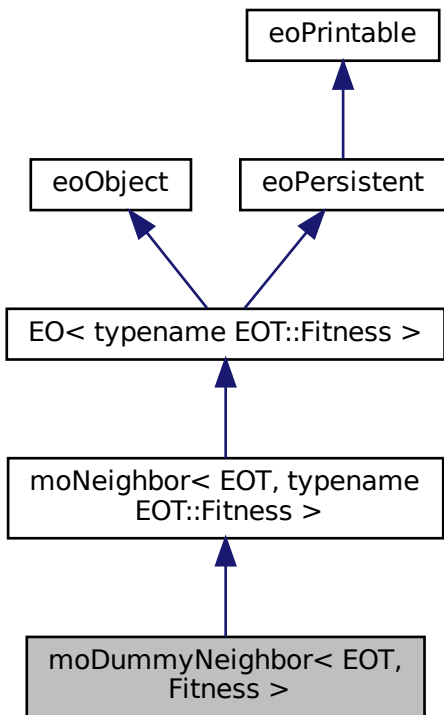 eoPrintable
eoObject
eoPersistent
EO< typename EOT::Fitness >
moNeighbor< EOT, typename
EOT::Fitness >
moDummyNeighbor< EOT,
Fitness >